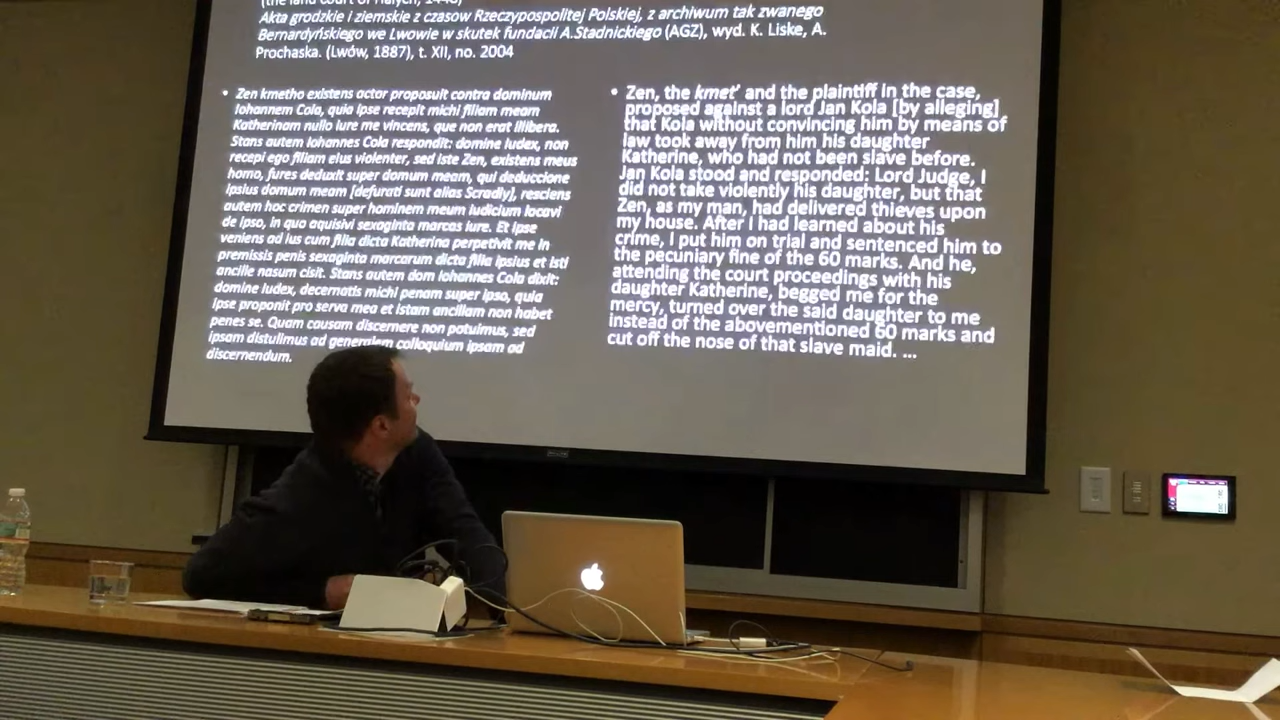 (the land court of Halych, 1440)
Akta grodzkie i ziemskie z czasow Rzeczypospolitej Polskiej, z archiwum tak zwanego
Bernardyńskiego we Lwowie w skutek fundacii A.Stadnickiego (AGZ), wyd. K. Liske, A.
Prochaska. (Lwów, 1887), t. XII, no. 2004
• Zen kmetho existens actor proposuit contra dominum
Iohannem Cola, quia ipse recepit michi filiam meam
Katherinam nullo iure me vincens, que non erat illibera.
Stans autem Iohannes Cola respondit: domine Iudex, non
recepi ego filiam eius violenter, sed iste Zen, existens meus
homo, fures deduxit super domum meam, qui deduccione
ipsius domum meam [defurati sunt alias Scradly], resciens
autem hoc crimen super hominem meum iudicium locavi
de ipso, in quo aquisivi sexaginta marcas iure. Et ipse
veniens ad ius cum filia dicta Katherina perpetivit me in
premissis penis sexaginta marcarum dicta filia ipsius et isti
ancille nasum cisit. Stans autem dom Iohannes Cola dixit:
domine Iudex, decernatis michi penam super ipso, quia
ipse proponit pro serva mea et istam ancillam non habet
penes se. Quam causam discernere non potuimus, sed
ipsam distulimus ad generalem colloquium ipsam ad
discernendum.
• Zen, the kmet' and the plaintiff in the case,
proposed against a lord Jan Kola [by alleging]
that Kola without convincing him by means of
law took away from him his daughter
Katherine, who had not been slave before.
Jan Kola stood and responded: Lord Judge, I
did not take violently his daughter, but that
Zen, as my man, had delivered thieves upon
my house. After I had learned about his
crime, I put him on trial and sentenced him to
the pecuniary fine of the 60 marks. And he,
attending the court proceedings with his
daughter Katherine, begged me for the
mercy, turned over the said daughter to me
instead of the abovementioned 60 marks and
cut off the nose of that slave maid. ...